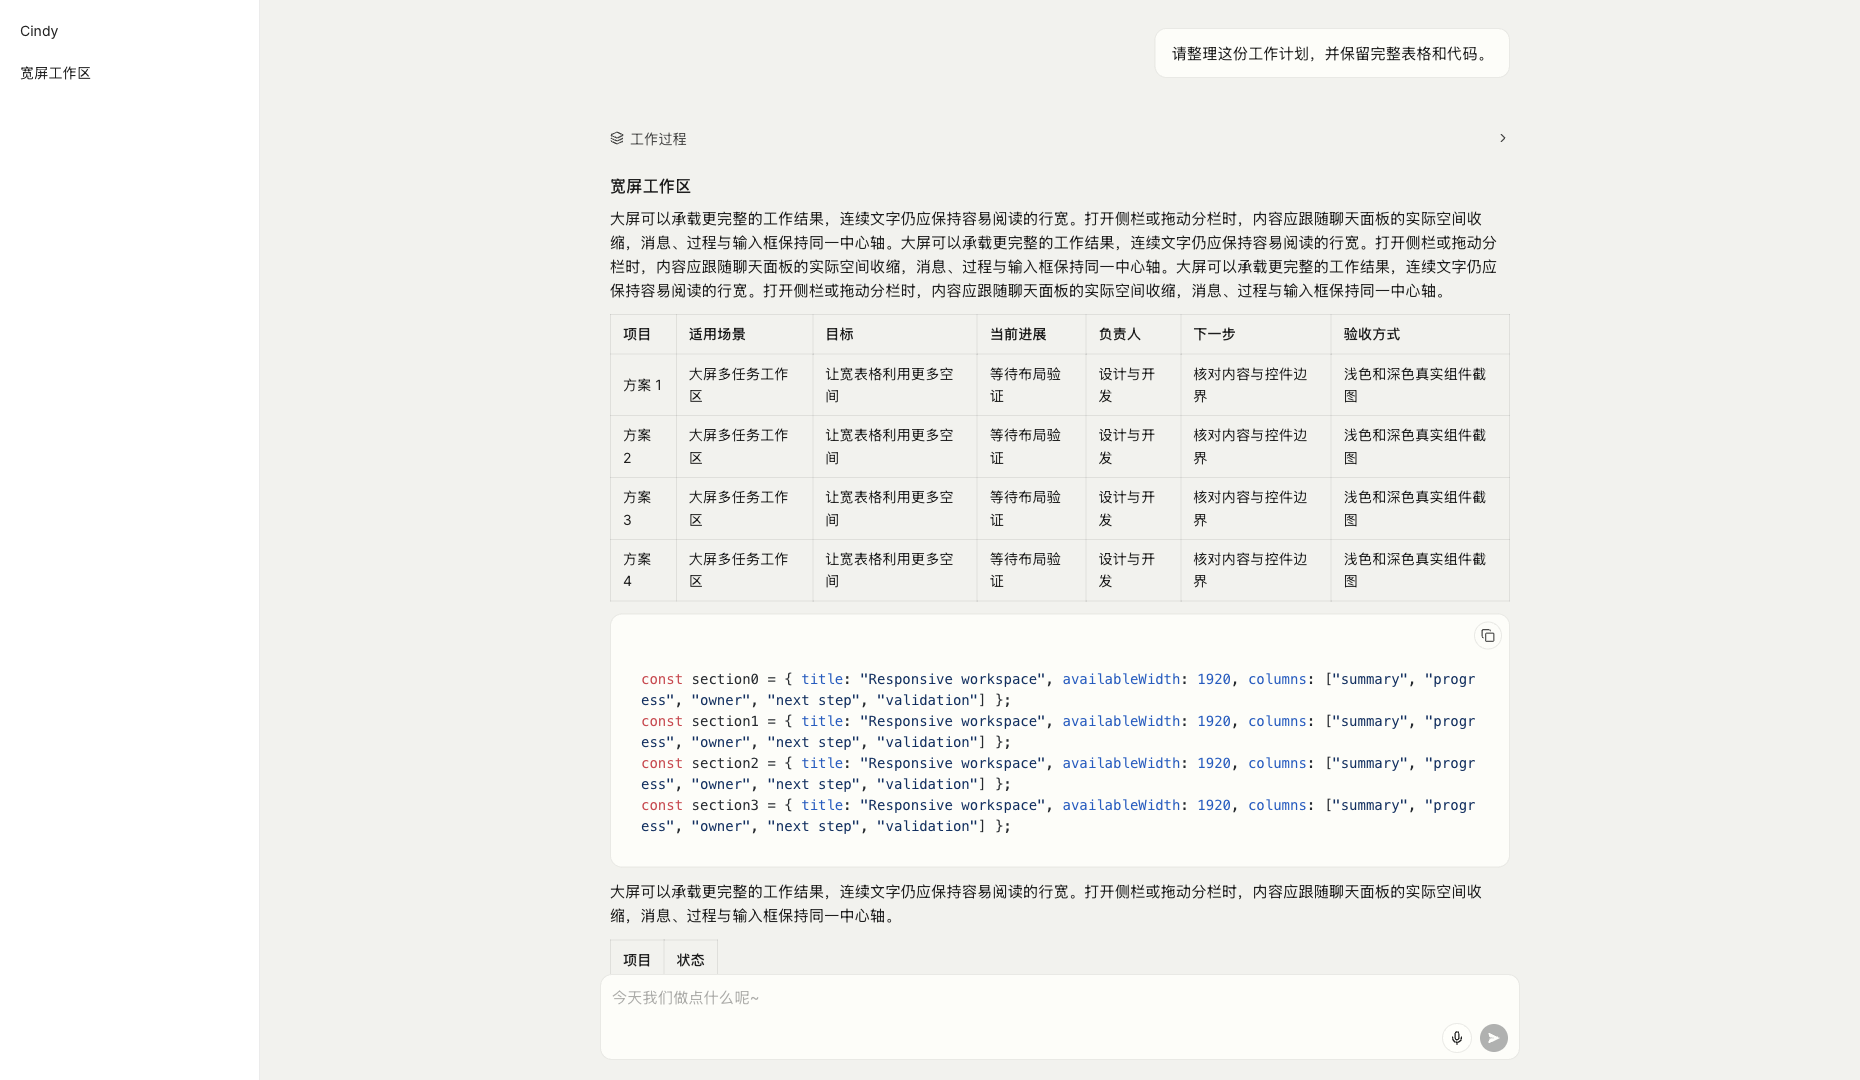 Cindy
宽屏工作区
请整理这份工作计划，并保留完整表格和代码。
工作过程
宽屏工作区
大屏可以承载更完整的工作结果，连续文字仍应保持容易阅读的行宽。打开侧栏或拖动分栏时，内容应跟随聊天面板的实际空间收
缩，消息、过程与输入框保持同一中心轴。大屏可以承载更完整的工作结果，连续文字仍应保持容易阅读的行宽。打开侧栏或拖动分
栏时，内容应跟随聊天面板的实际空间收缩，消息、过程与输入框保持同一中心轴。大屏可以承载更完整的工作结果，连续文字仍应
保持容易阅读的行宽。打开侧栏或拖动分栏时，内容应跟随聊天面板的实际空间收缩，消息、过程与输入框保持同一中心轴。
项目 适用场景 目标 当前进展 负责人 下一步 验收方式
方案 1 大屏多任务工作 让宽表格利用更多空 等待布局验 设计与开 核对内容与控件边 浅色和深色真实组件截
区 间 证 发 界 图
方案 大屏多任务工作 让宽表格利用更多空 等待布局验 设计与开 核对内容与控件边 浅色和深色真实组件截
2 区 间 证 发 界 图
方案 大屏多任务工作 让宽表格利用更多空 等待布局验 设计与开 核对内容与控件边 浅色和深色真实组件截
3 区 间 证 发 界 图
方案 大屏多任务工作 让宽表格利用更多空 等待布局验 设计与开 核对内容与控件边 浅色和深色真实组件截
4 区 间 证 发 界 图
const section0 = { title: "Responsive workspace", availableWidth: 1920, columns: ["summary", "progr
ess", "owner", "next step", "validation"] };
const section1 = { title: "Responsive workspace", availableWidth: 1920, columns: ["summary", "progr
ess", "owner", "next step", "validation"] };
const section2 = { title: "Responsive workspace", availableWidth: 1920, columns: ["summary", "progr
ess", "owner", "next step", "validation"] };
const section3 = { title: "Responsive workspace", availableWidth: 1920, columns: ["summary", "progr
ess", "owner", "next step", "validation"] };
大屏可以承载更完整的工作结果，连续文字仍应保持容易阅读的行宽。打开侧栏或拖动分栏时，内容应跟随聊天面板的实际空间收
缩，消息、过程与输入框保持同一中心轴。
项目 状态
今天我们做点什么呢~